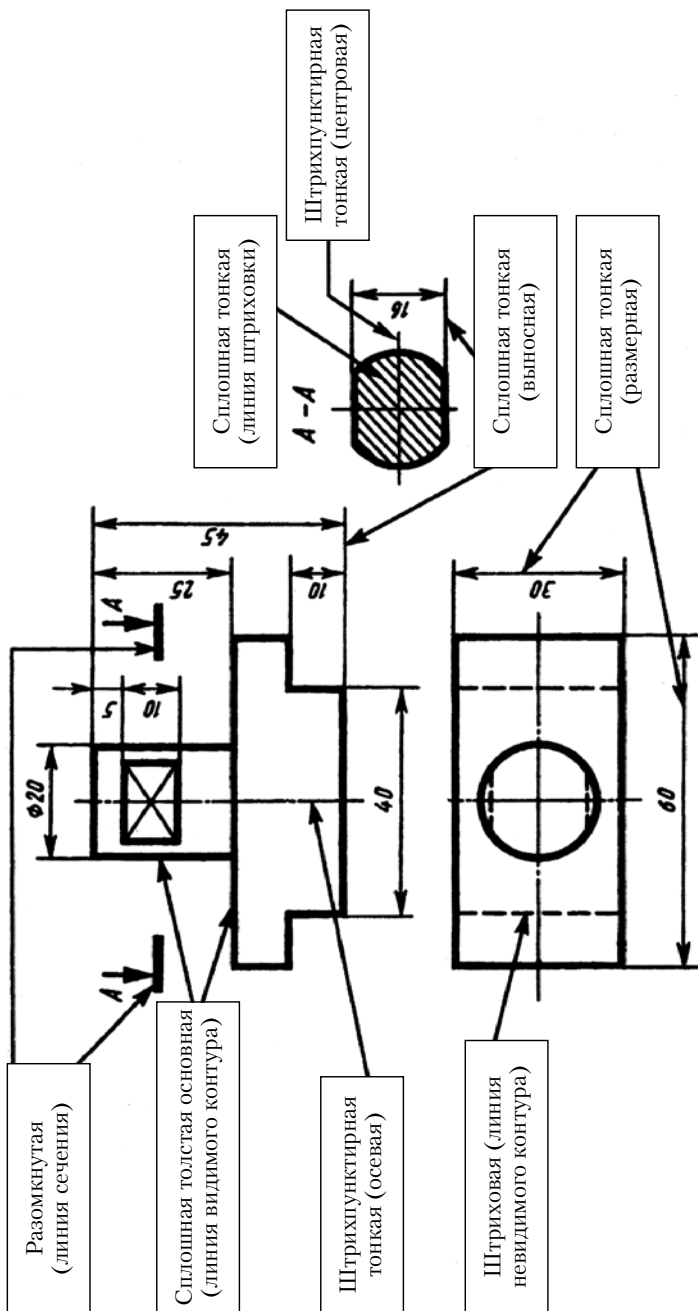 Разомкнутая
(линия сечения)
Сплошная толстая основная
(линия видимого контура)
Штрихпунктирная
тонкая (осевая)
Штриховая (линия
невидимого контура)
A
A
ϕ20
5
10
25
45
10
40
60
30
A – A
16
Сплошная тонкая
(линия штриховки)
Штрихпунктирная
тонкая (центровая)
Сплошная тонкая
(выносная)
Сплошная тонкая
(размерная)